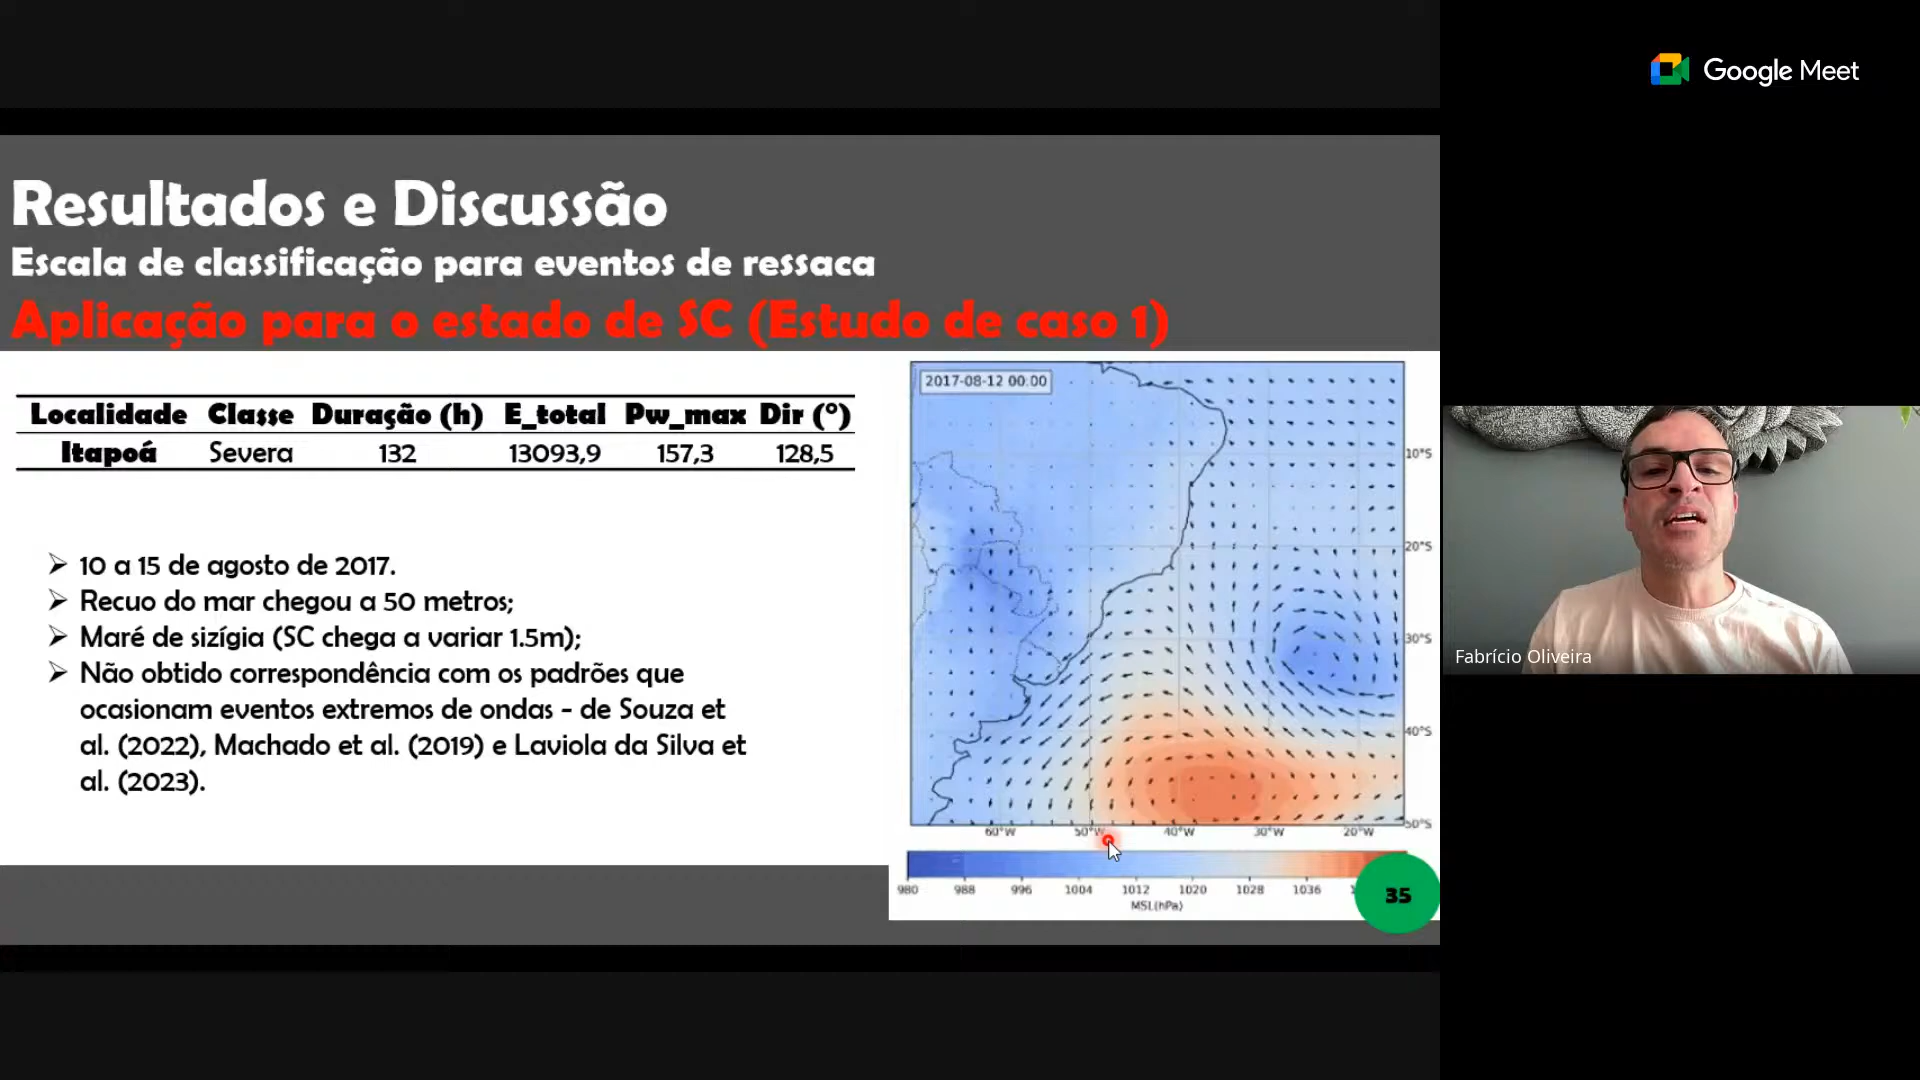 Google Meet
Resultados e Discussão
Escala de classificação para eventos de ressaca
Aplicação para o estado de SC (Estudo de caso 1)
Localidade Classe Duração (h) E_total Pw_max Dir (°)
Itapoá Severa 132 13093,9 157,3 128,5
➢ 10 a 15 de agosto de 2017.
➢ Recuo do mar chegou a 50 metros;
➢ Maré de sizígia (SC chega a variar 1.5m);
➢ Não obtido correspondência com os padrões que
ocasionam eventos extremos de ondas - de Souza et
al. (2022), Machado et al. (2019) e Laviola da Silva et
al. (2023).
2017-08-12 00:00
10°S
20°S
30°S
40°S
50°S
60°W 50°W 40°W 30°W 20°W
980 988 996 1004 1012 1020 1028 1036
MSL(hPa)
35
Fabrício Oliveira